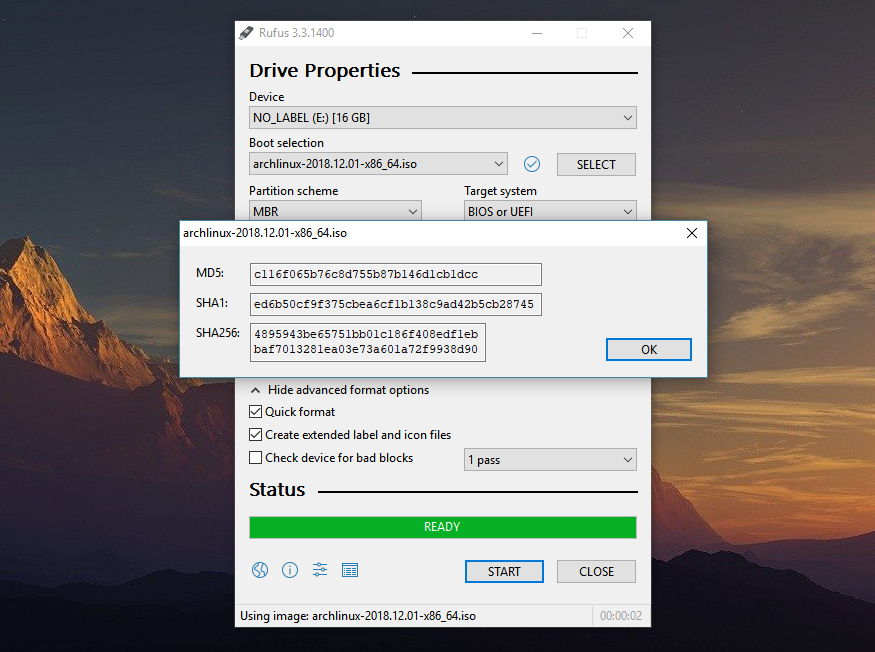 Rufus 3.3.1400
Drive Properties
Device
NO_LABEL (E:) [16 GB]
Boot selection
archlinux-2018.12.01-x86_64.iso
SELECT
Partition scheme
Target system
MBR
BIOS or UEFI
archlinux-2018.12.01-x86_64.iso
MD5:
c116f065b76c8d755b87b146d1cb1dcc
SHA1:
ed6b50cf9f375cbea6cf1b138c9ad42b5cb28745
SHA256:
4895943be65751bb01c186f408edf1eb
baf7013281ea03e73a601a72f9938d90
OK
Hide advanced format options
Quick format
Create extended label and icon files
Check device for bad blocks
1 pass
Status
READY
START
CLOSE
Using image: archlinux-2018.12.01-x86_64.iso
00:00:02